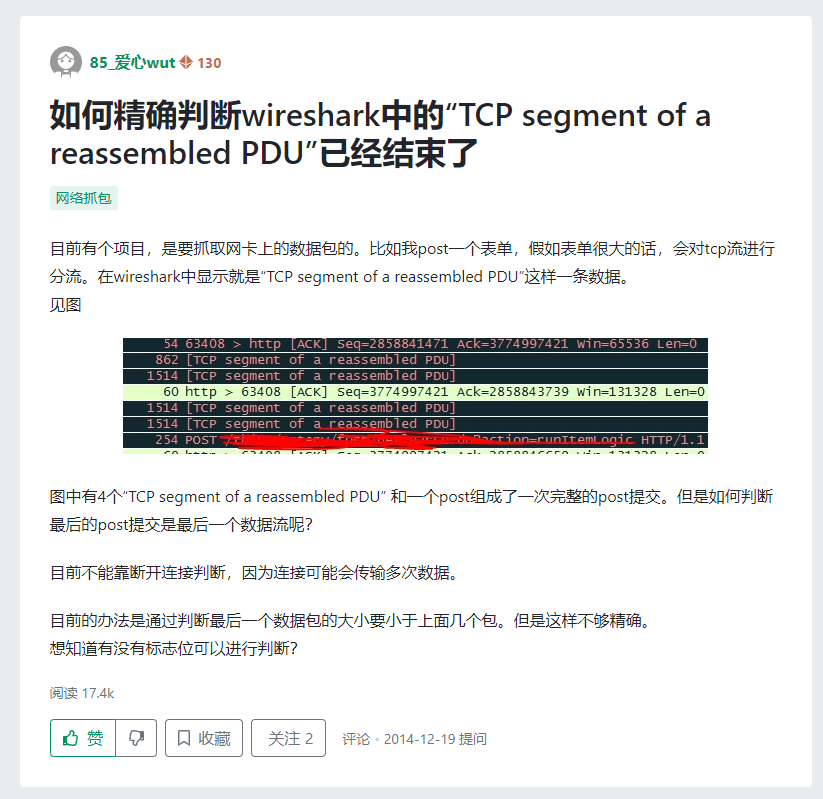 85_爱心wut 130
如何精确判断wireshark中的“TCP segment of a
reassembled PDU”已经结束了
网络抓包
目前有个项目，是要抓取网卡上的数据包的。比如我post一个表单，假如表单很大的话，会对tcp流进行
分流。在wireshark中显示就是“TCP segment of a reassembled PDU”这样一条数据。
见图
54 63408 > http [ACK] Seq=2858841471 Ack=3774997421 Win=65536 Len=0
862 [TCP segment of a reassembled PDU]
1514 [TCP segment of a reassembled PDU]
60 http > 63408 [ACK] Seq=3774997421 Ack=2858843739 Win=131328 Len=0
1514 [TCP segment of a reassembled PDU]
1514 [TCP segment of a reassembled PDU]
254 POST action=runItemLogic HTTP/1.1
图中有4个“TCP segment of a reassembled PDU” 和一个post组成了一次完整的post提交。但是如何判断
最后的post提交是最后一个数据流呢？
目前不能靠断开连接判断，因为连接可能会传输多次数据。
目前的办法是通过判断最后一个数据包的大小要小于上面几个包。但是这样不够精确。
想知道有没有标志位可以进行判断？
阅读 17.4k
赞 收藏 关注 2 评论 • 2014-12-19 提问